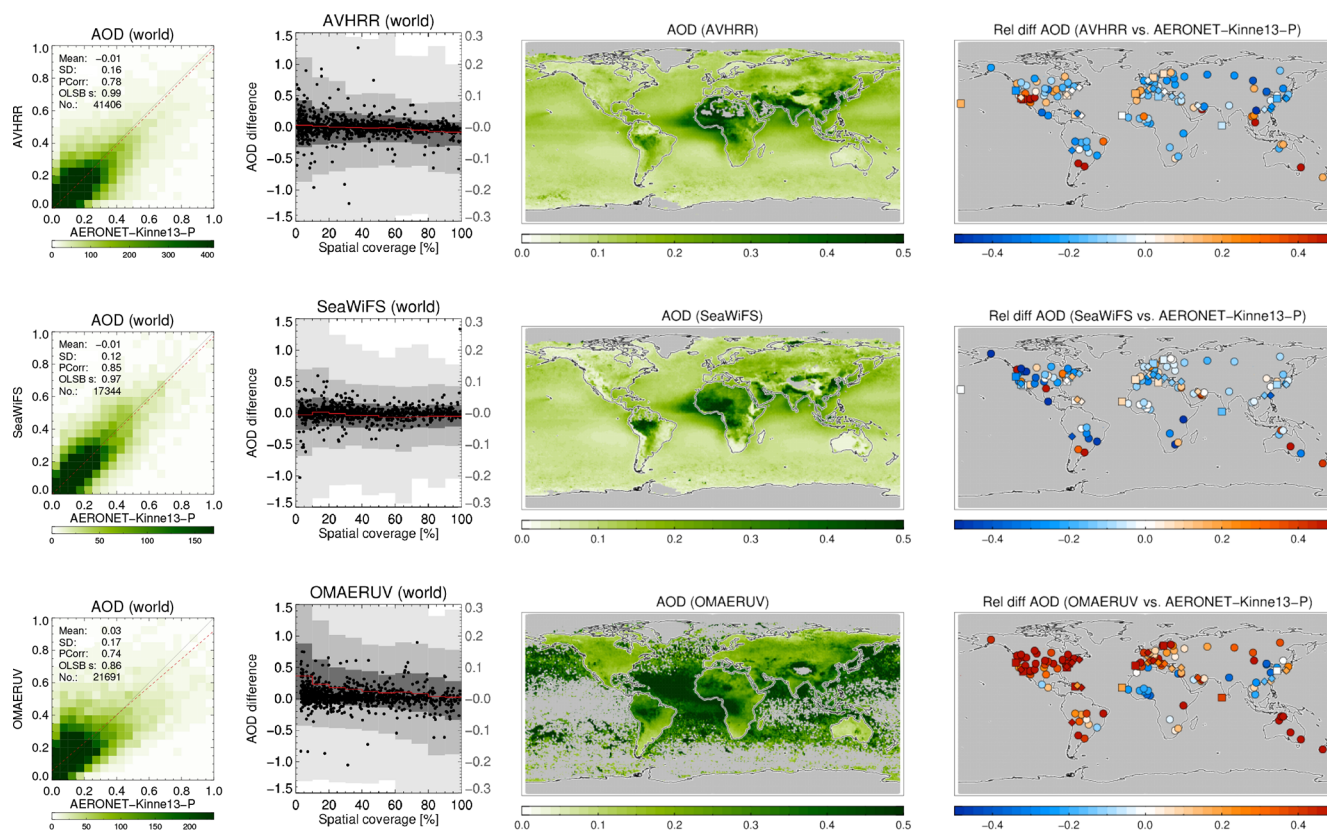 AOD (world)
AVHRR
1.0
0.8
0.6
0.4
0.2
0.0
Mean: −0.01
SD: 0.16
PCorr: 0.78
OLSB s: 0.99
No.: 41406
0.0 0.2 0.4 0.6 0.8 1.0
AERONET−Kinne13−P
0 100 200 300 400
AVHRR (world)
AOD difference
1.5
1.0
0.5
0.0
−0.5
−1.0
−1.5
0.3
0.2
0.1
−0.0
−0.1
−0.2
−0.3
0 20 40 60 80 100
Spatial coverage [%]
AOD (AVHRR)
0.0 0.1 0.2 0.3 0.4 0.5
Rel diff AOD (AVHRR vs. AERONET−Kinne13−P)
−0.4 −0.2 0.0 0.2 0.4
AOD (world)
SeaWiFS
1.0
0.8
0.6
0.4
0.2
0.0
Mean: −0.01
SD: 0.12
PCorr: 0.85
OLSB s: 0.97
No.: 17344
0.0 0.2 0.4 0.6 0.8 1.0
AERONET−Kinne13−P
0 50 100 150
SeaWiFS (world)
AOD difference
1.5
1.0
0.5
0.0
−0.5
−1.0
−1.5
0.3
0.2
0.1
−0.0
−0.1
−0.2
−0.3
0 20 40 60 80 100
Spatial coverage [%]
AOD (SeaWiFS)
0.0 0.1 0.2 0.3 0.4 0.5
Rel diff AOD (SeaWiFS vs. AERONET−Kinne13−P)
−0.4 −0.2 0.0 0.2 0.4
AOD (world)
OMAERUV
1.0
0.8
0.6
0.4
0.2
0.0
Mean: 0.03
SD: 0.17
PCorr: 0.74
OLSB s: 0.86
No.: 21691
0.0 0.2 0.4 0.6 0.8 1.0
AERONET−Kinne13−P
0 50 100 150 200
OMAERUV (world)
AOD difference
1.5
1.0
0.5
0.0
−0.5
−1.0
−1.5
0.3
0.2
0.1
−0.0
−0.1
−0.2
−0.3
0 20 40 60 80 100
Spatial coverage [%]
AOD (OMAERUV)
0.0 0.1 0.2 0.3 0.4 0.5
Rel diff AOD (OMAERUV vs. AERONET−Kinne13−P)
−0.4 −0.2 0.0 0.2 0.4